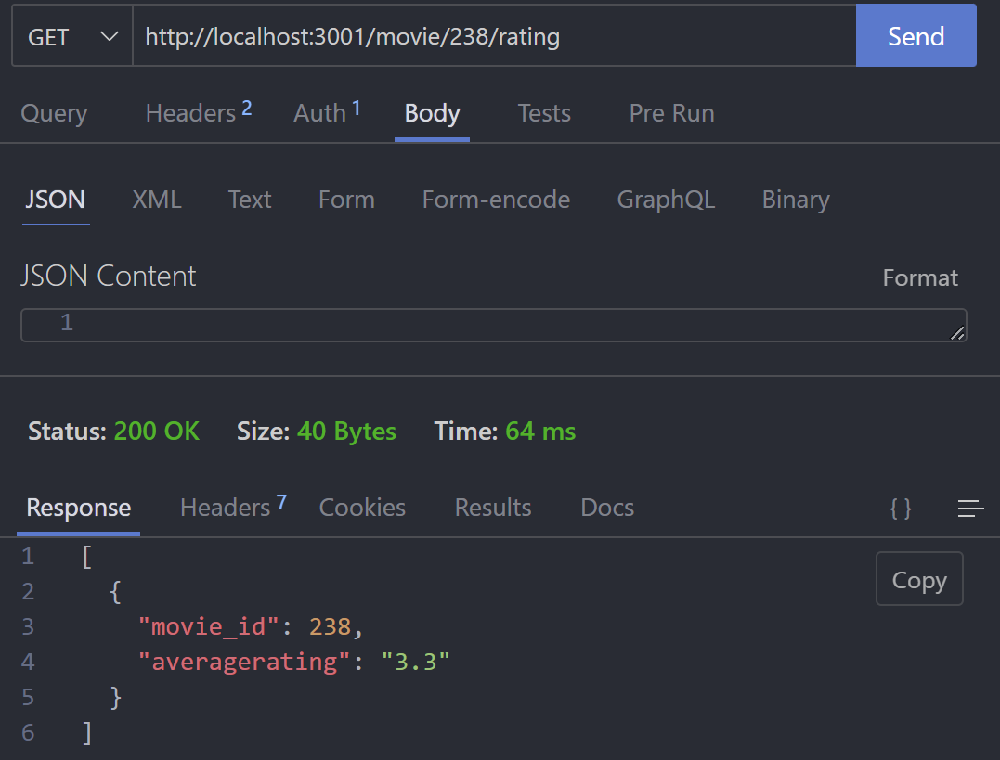 GET http://localhost:3001/movie/238/rating Send
Query Headers 2 Auth 1 Body Tests Pre Run
JSON XML Text Form Form-encode GraphQL Binary
JSON Content Format
1
Status: 200 OK Size: 40 Bytes Time: 64 ms
Response Headers 7 Cookies Results Docs { }
1 [ Copy
2 {
3 "movie_id": 238,
4 "averagerating": "3.3"
5 }
6 ]